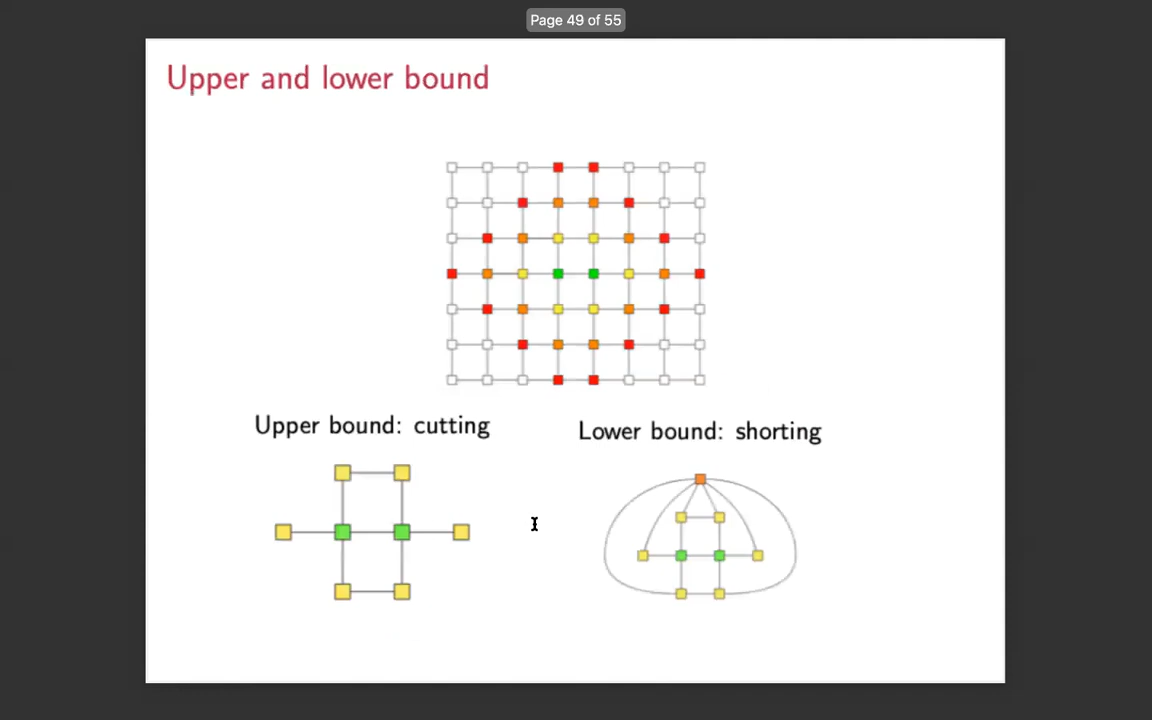 Page 49 of 55
Upper and lower bound
Upper bound: cutting
Lower bound: shorting